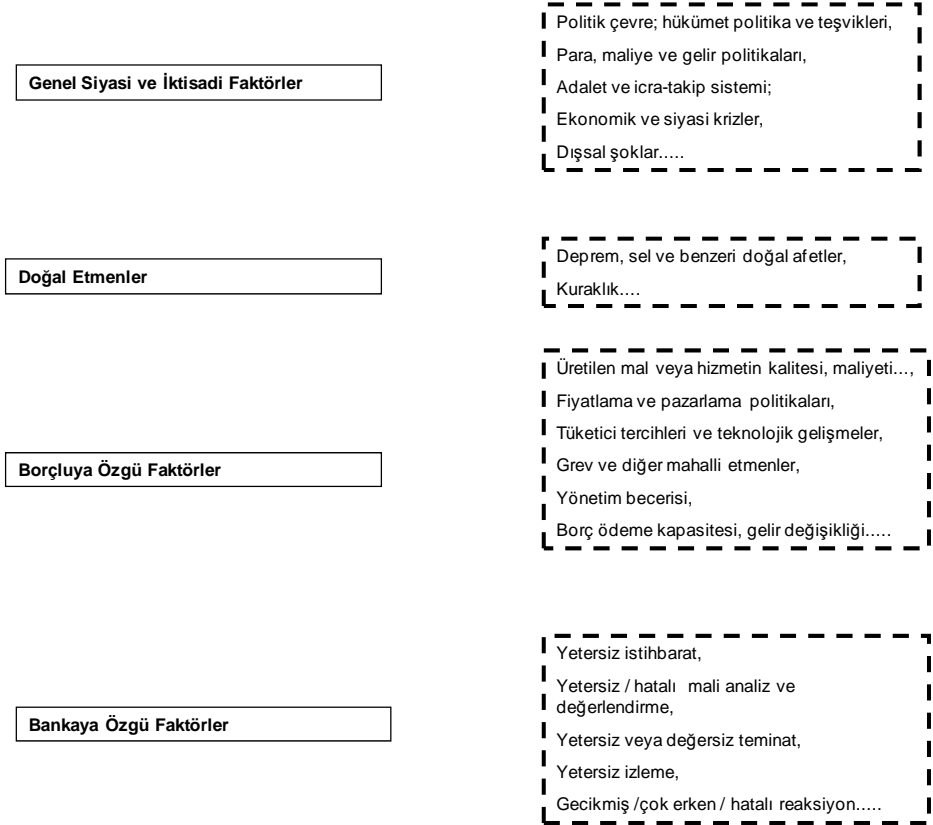 Genel Siyasi ve İktisadi Faktörler
Politik çevre; hükümet politika ve teşvikleri,
Para, maliye ve gelir politikaları,
Adalet ve icra-takip sistemi;
Ekonomik ve siyasi krizler,
Dışsal şoklar.....
Doğal Etmenler
Deprem, sel ve benzeri doğal afetler,
Kuraklık....
Borçluya Özgü Faktörler
Üretilen mal veya hizmetin kalitesi, maliyeti...,
Fiyatlama ve pazarlama politikaları,
Tüketici tercihleri ve teknolojik gelişmeler,
Grev ve diğer mahalli etmenler,
Yönetim becerisi,
Borç ödeme kapasitesi, gelir değişikliği.....
Bankaya Özgü Faktörler
Yetersiz istihbarat,
Yetersiz / hatalı mali analiz ve
değerlendirme,
Yetersiz veya değersiz teminat,
Yetersiz izleme,
Gecikmiş /çok erken / hatalı reaksiyon.....